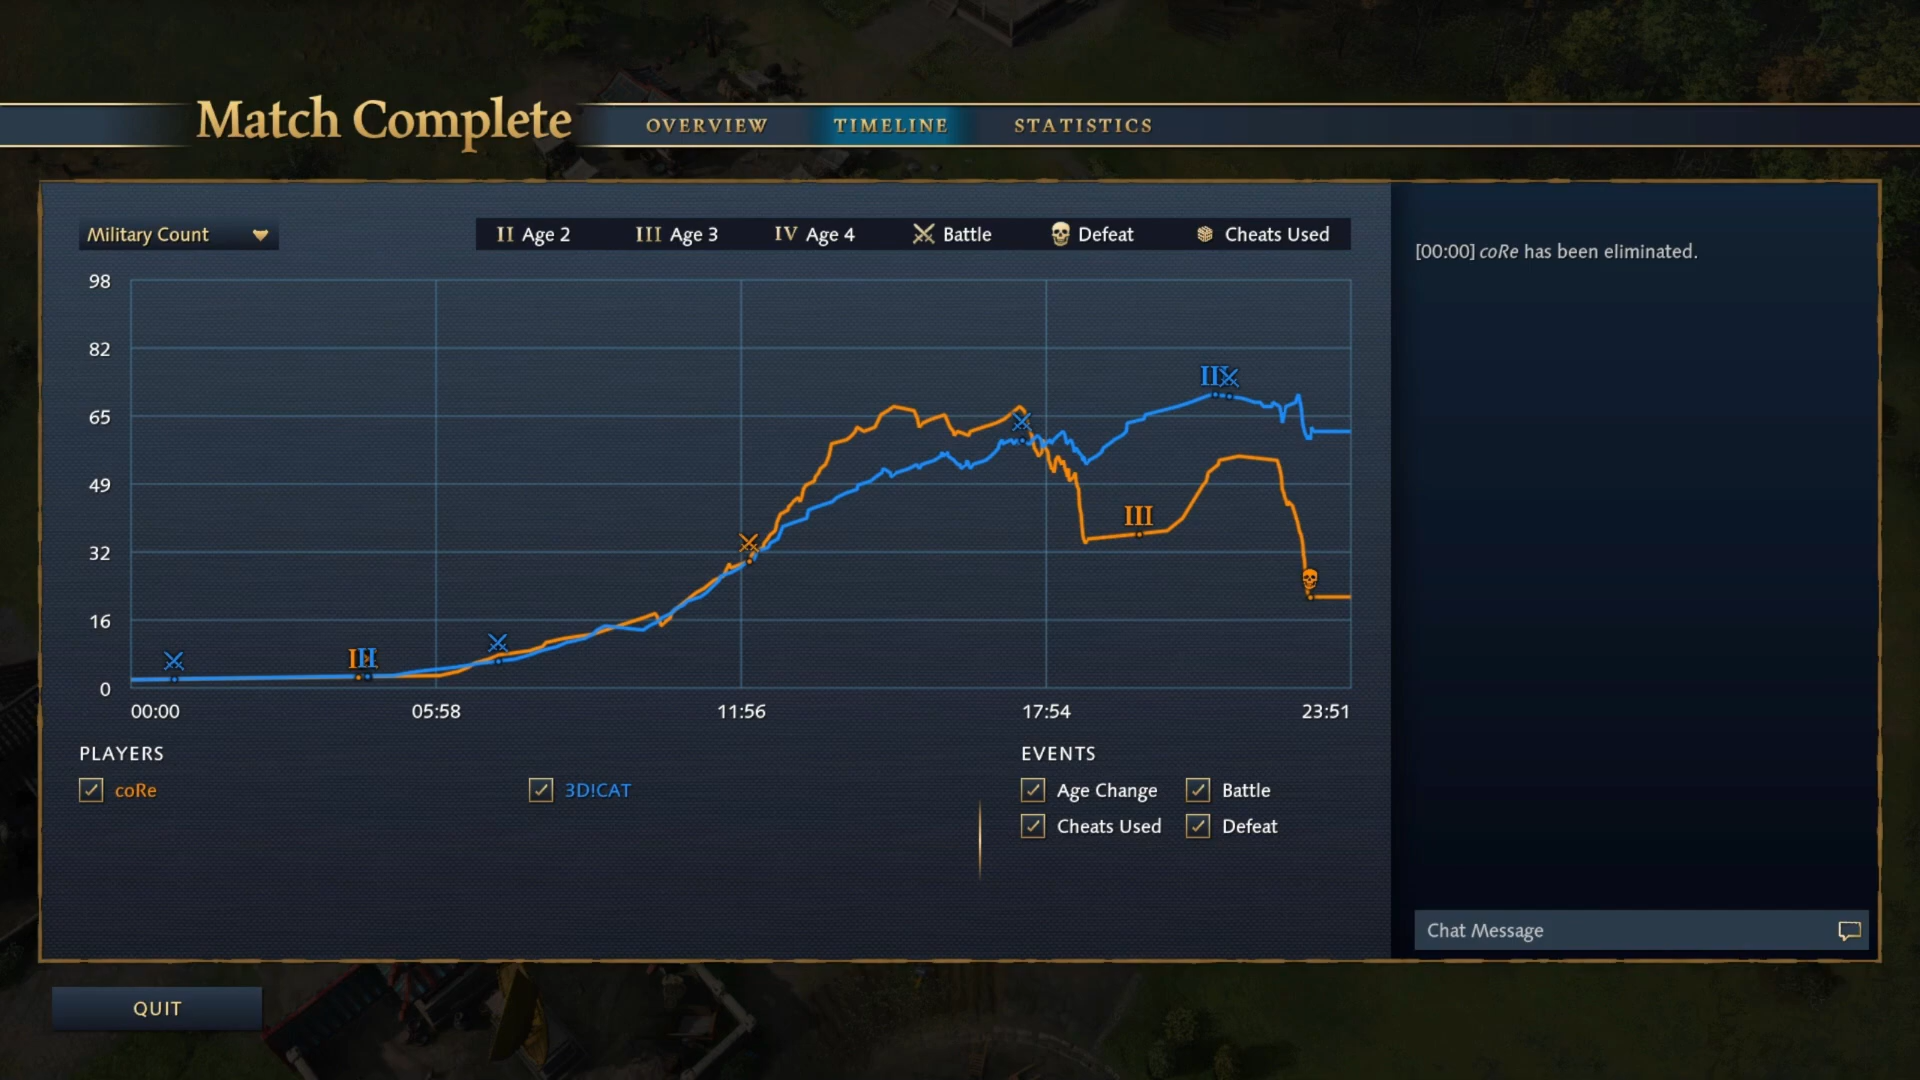 Match Complete
OVERVIEW
TIMELINE
STATISTICS
Military Count
II Age 2
III Age 3
IV Age 4
Battle
Defeat
Cheats Used
98
82
65
49
32
16
0
III
II
00:00
05:58
11:56
17:54
23:51
PLAYERS
coRe
3D!CAT
EVENTS
Age Change
Battle
Cheats Used
Defeat
[00:00] coRe has been eliminated.
Chat Message
QUIT